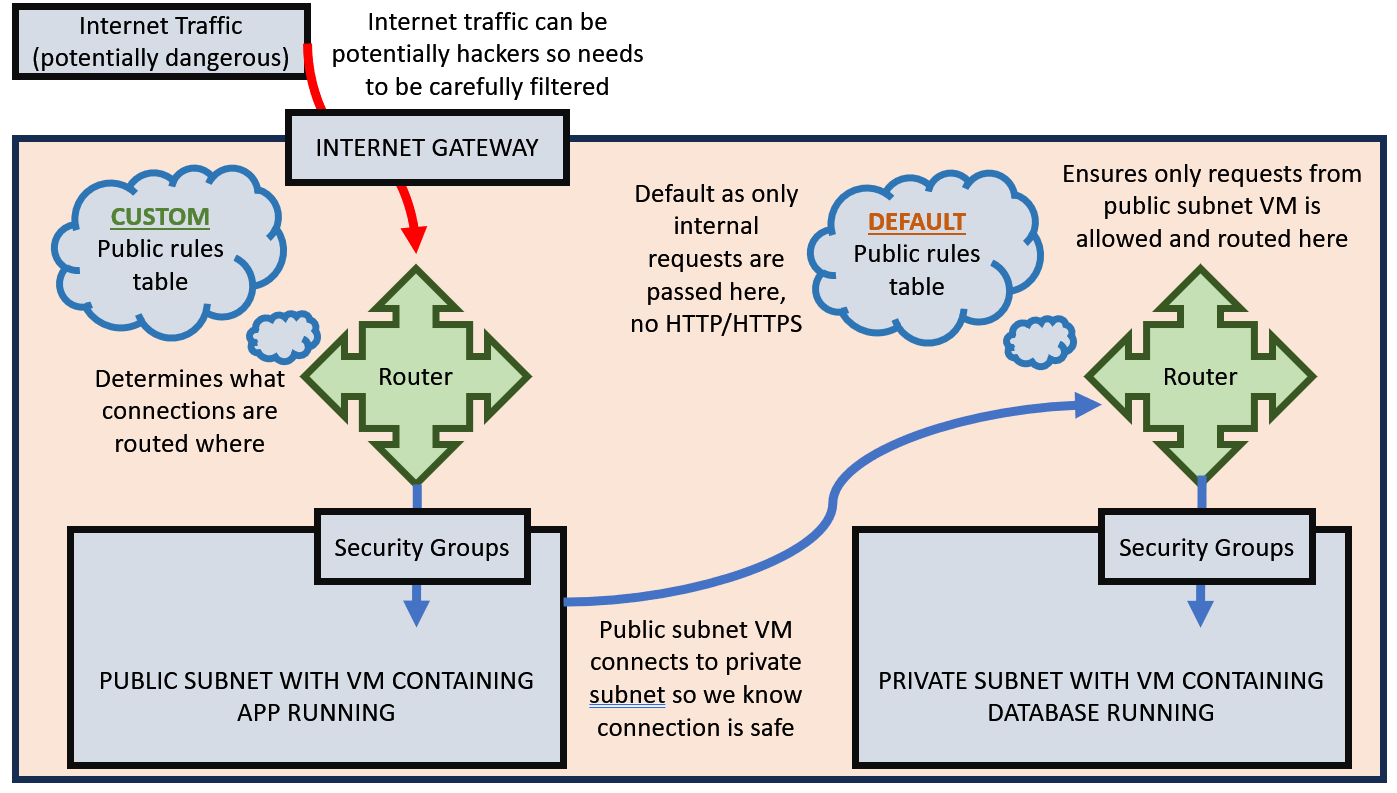 Internet Traffic
(potentially dangerous)
Internet traffic can be
potentially hackers so needs
to be carefully filtered
INTERNET GATEWAY
CUSTOM
Public rules
table
Determines what
connections are
routed where
Router
Default as only
internal
requests are
passed here,
no HTTP/HTTPS
DEFAULT
Public rules
table
Ensures only requests from
public subnet VM is
allowed and routed here
Router
Security Groups
PUBLIC SUBNET WITH VM CONTAINING
APP RUNNING
Public subnet VM
connects to private
subnet so we know
connection is safe
Security Groups
PRIVATE SUBNET WITH VM CONTAINING
DATABASE RUNNING